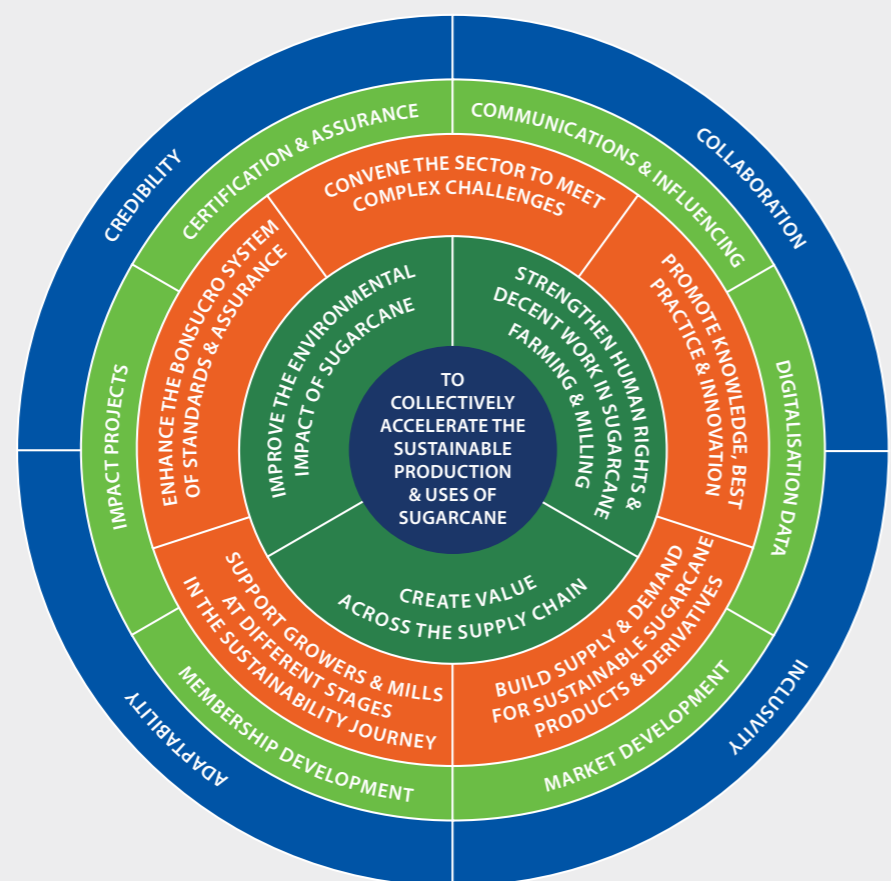 TO
COLLECTIVELY
ACCELERATE THE
SUSTAINABLE
PRODUCTION
& USES OF
SUGARCANE
IMPROVE THE ENVIRONMENTAL
IMPACT OF SUGARCANE
STRENGTHEN HUMAN RIGHTS &
DECENT WORK IN SUGARCANE
FARMING & MILLING
CREATE VALUE
ACROSS THE SUPPLY CHAIN
CONVENE THE SECTOR TO MEET
COMPLEX CHALLENGES
PROMOTE KNOWLEDGE, BEST
PRACTICE & INNOVATION
BUILD SUPPLY & DEMAND
FOR SUSTAINABLE SUGARCANE
PRODUCTS & DERIVATIVES
SUPPORT GROWERS & MILLS
AT DIFFERENT STAGES
IN THE SUSTAINABILITY JOURNEY
ENHANCE THE BONSUCRO SYSTEM
OF STANDARDS & ASSURANCE
CERTIFICATION & ASSURANCE
COMMUNICATIONS & INFLUENCING
DIGITALISATION DATA
MARKET DEVELOPMENT
MEMBERSHIP DEVELOPMENT
IMPACT PROJECTS
CREDIBILITY
COLLABORATION
INCLUSIVITY
ADAPTABILITY